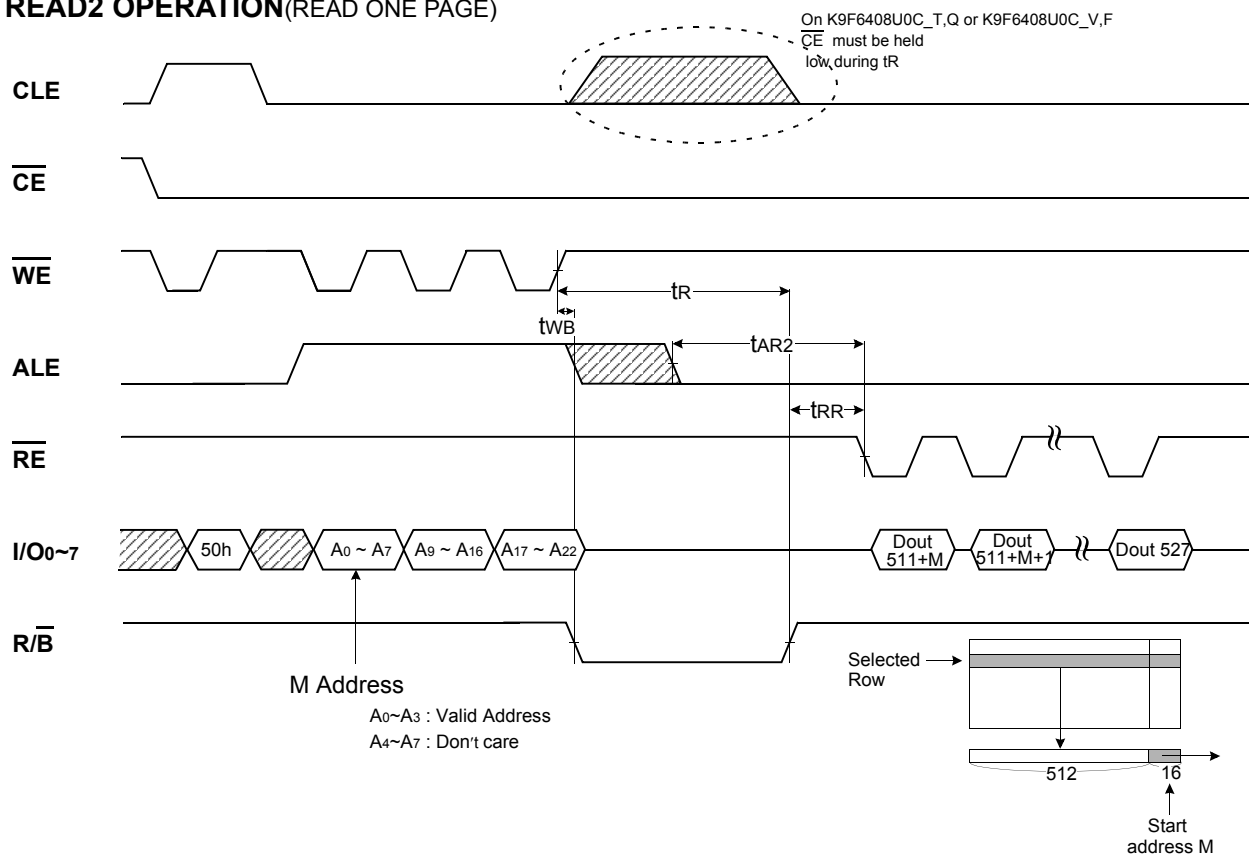 READ2 OPERATION(READ ONE PAGE)
On K9F6408U0C_T,Q or K9F6408U0C_V,F
CE must be held
low during tR
CLE
CE
WE
tR
tWB
ALE
tAR2
tRR
RE
I/O0~7
50h
A0 ~ A7
A9 ~ A16
A17 ~ A22
Dout
511+M
Dout
511+M+1
Dout 527
R/B
M Address
A0~A3 : Valid Address
A4~A7 : Don't care
Selected
Row
512
16
Start
address M